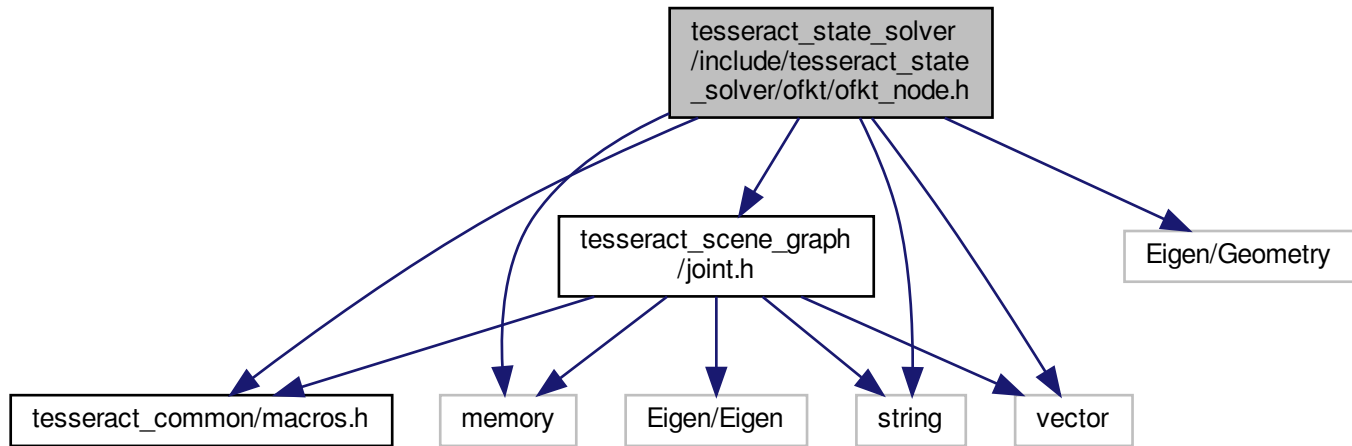 tesseract_state_solver
/include/tesseract_state
_solver/ofkt/ofkt_node.h
tesseract_scene_graph
/joint.h
Eigen/Geometry
tesseract_common/macros.h
memory
Eigen/Eigen
string
vector